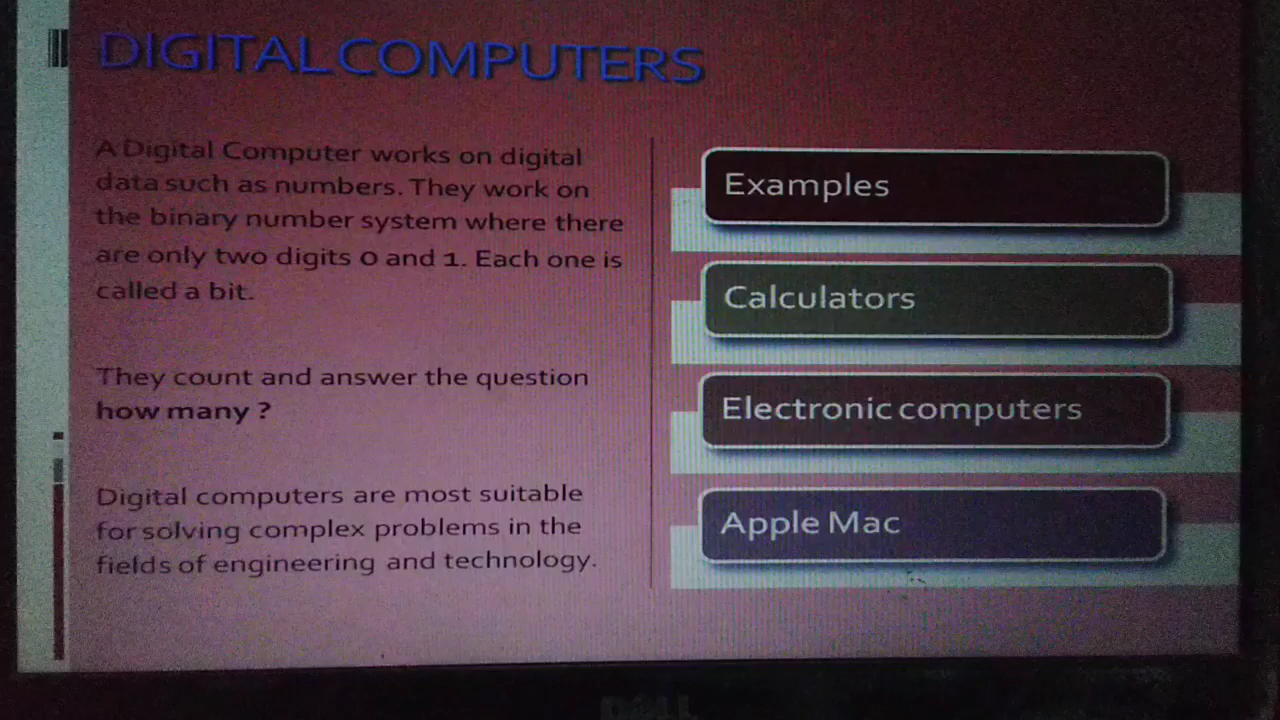 DIGITAL COMPUTERS
A Digital Computer works on digital
data such as numbers. They work on
the binary number system where there
are only two digits 0 and 1. Each one is
called a bit.
They count and answer the question
how many ?
Digital computers are most suitable
for solving complex problems in the
fields of engineering and technology.
Examples
Calculators
Electronic computers
Apple Mac
DELL